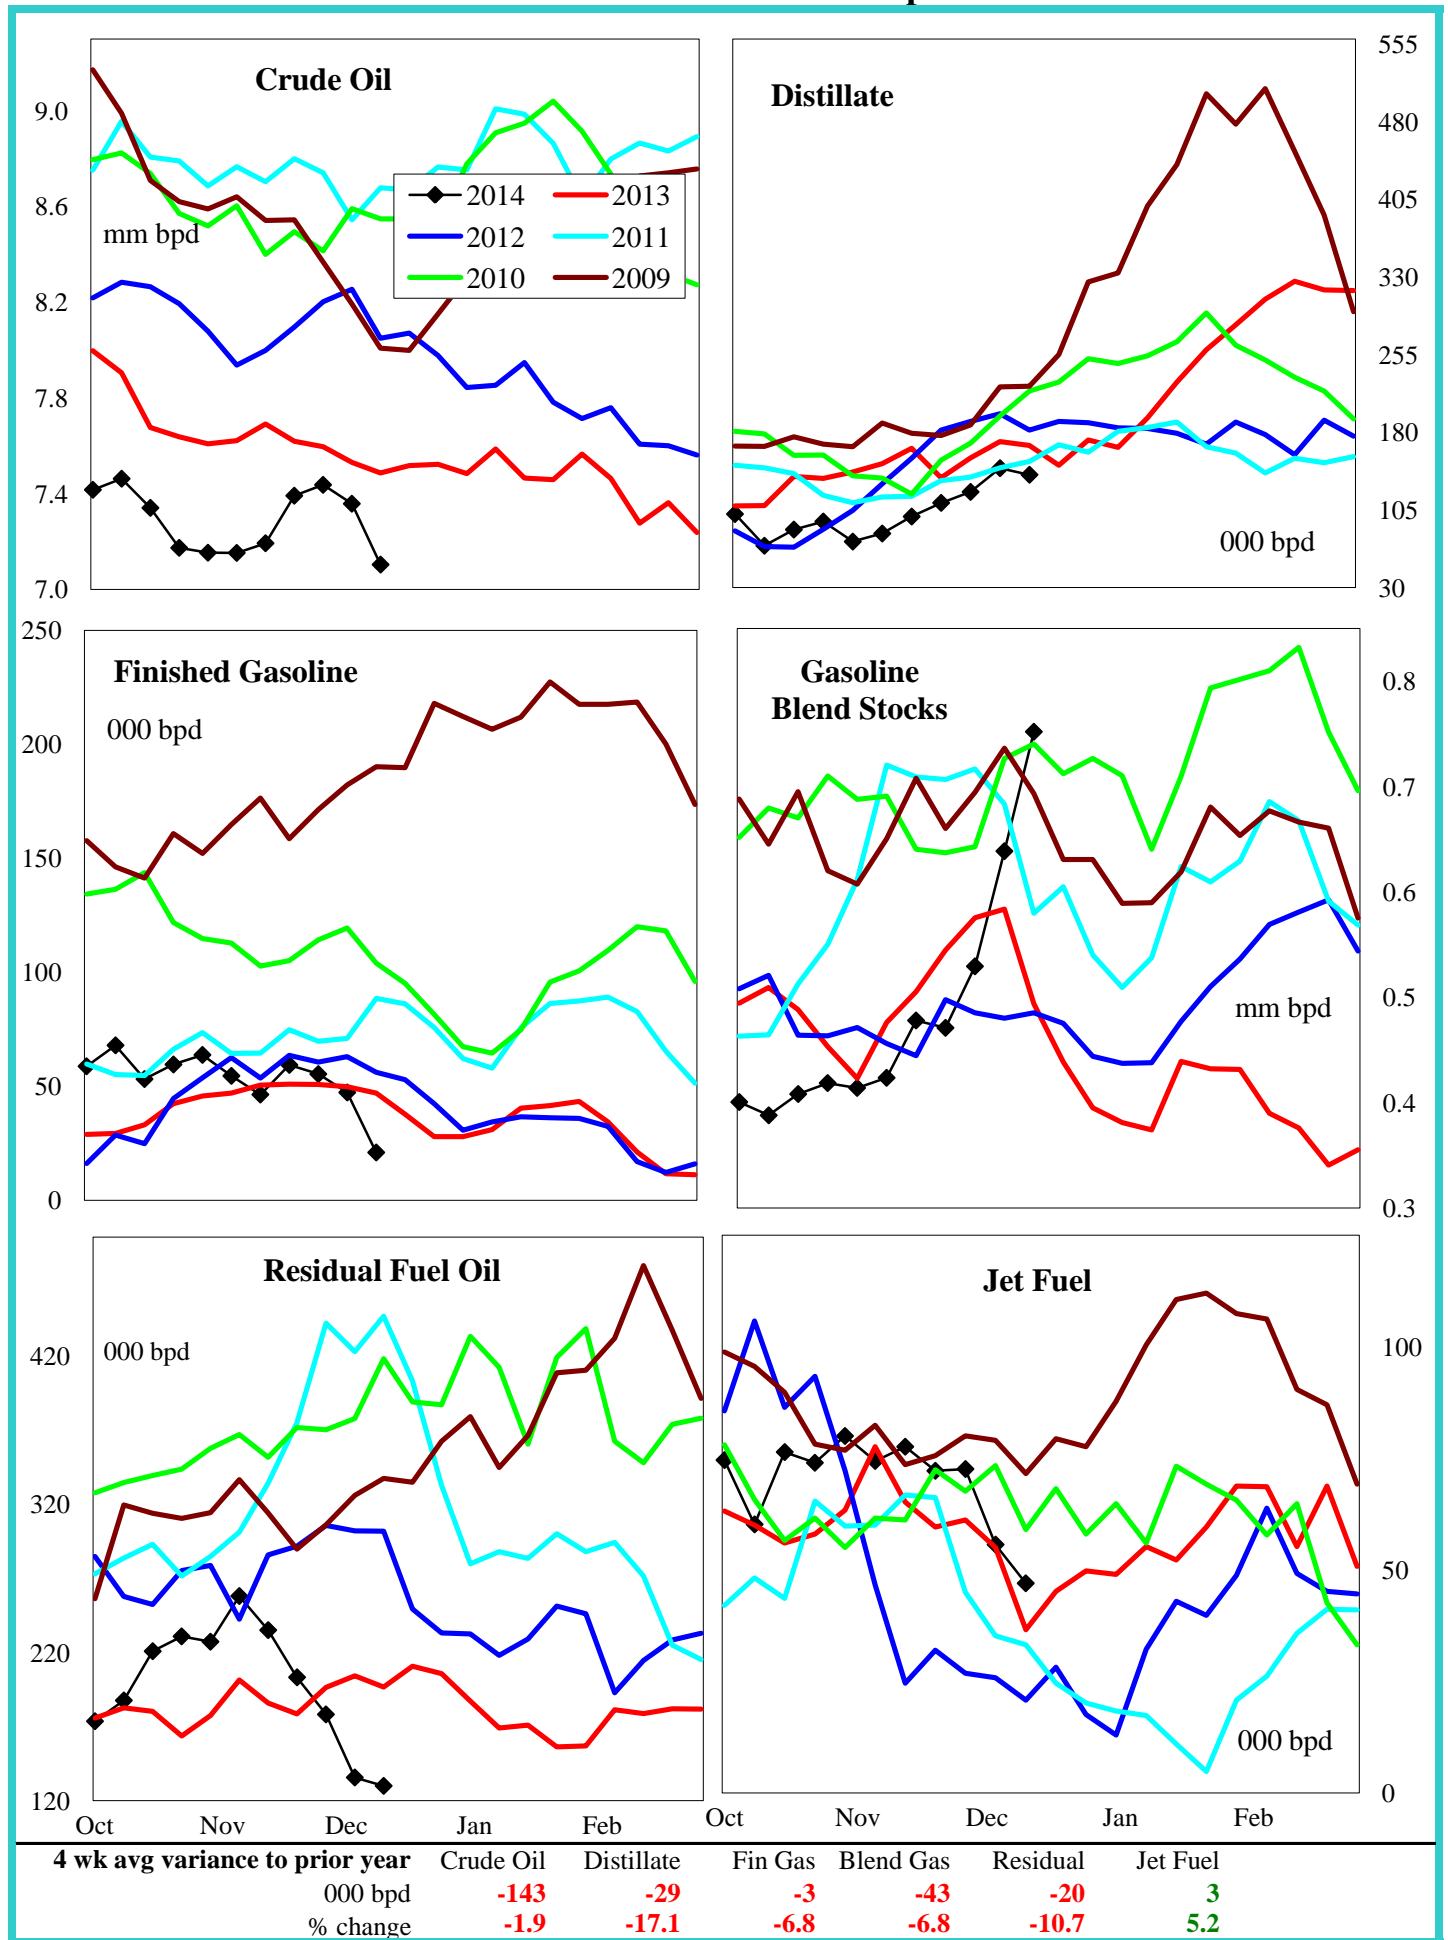 Crude Oil
9.0
8.6
8.2
7.8
7.4
7.0
mm bpd
2014 2013
2012 2011
2010 2009
Distillate
555
480
405
330
255
180
105
30
000 bpd
Finished Gasoline
000 bpd
250
200
150
100
50
0
Gasoline
Blend Stocks
0.8
0.7
0.6
0.5
0.4
0.3
mm bpd
Residual Fuel Oil
000 bpd
420
320
220
120
Oct Nov Dec Jan Feb
Jet Fuel
100
50
0
000 bpd
Oct Nov Dec Jan Feb
4 wk avg variance to prior year Crude Oil Distillate Fin Gas Blend Gas Residual Jet Fuel
000 bpd -143 -29 -3 -43 -20 3
% change -1.9 -17.1 -6.8 -6.8 -10.7 5.2